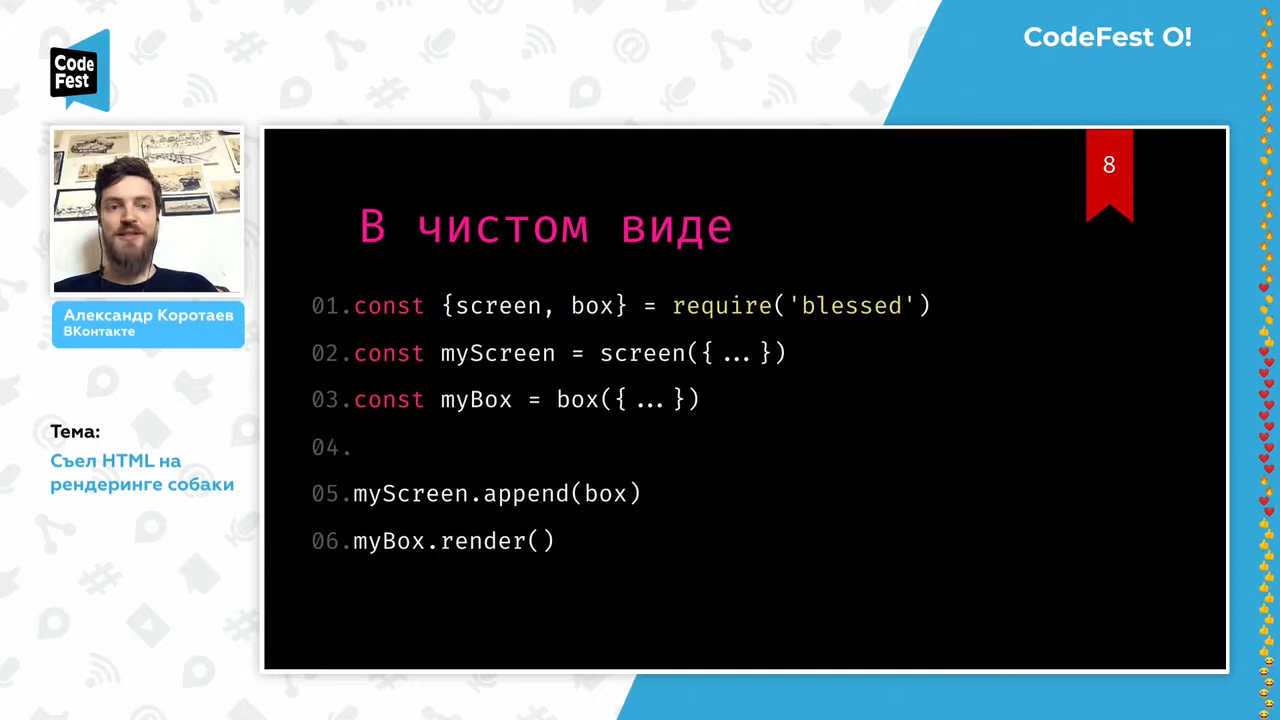 CodeFest O!
Code
Fest
8
В чистом виде
01.const {screen, box} = require('blessed')
02.const myScreen = screen({ ... })
03.const myBox = box({ ... })
04.
05.myScreen.append(box)
06.myBox.render()
Александр Коротаев
ВКонтакте
Тема:
Съел HTML на
рендеринге собаки